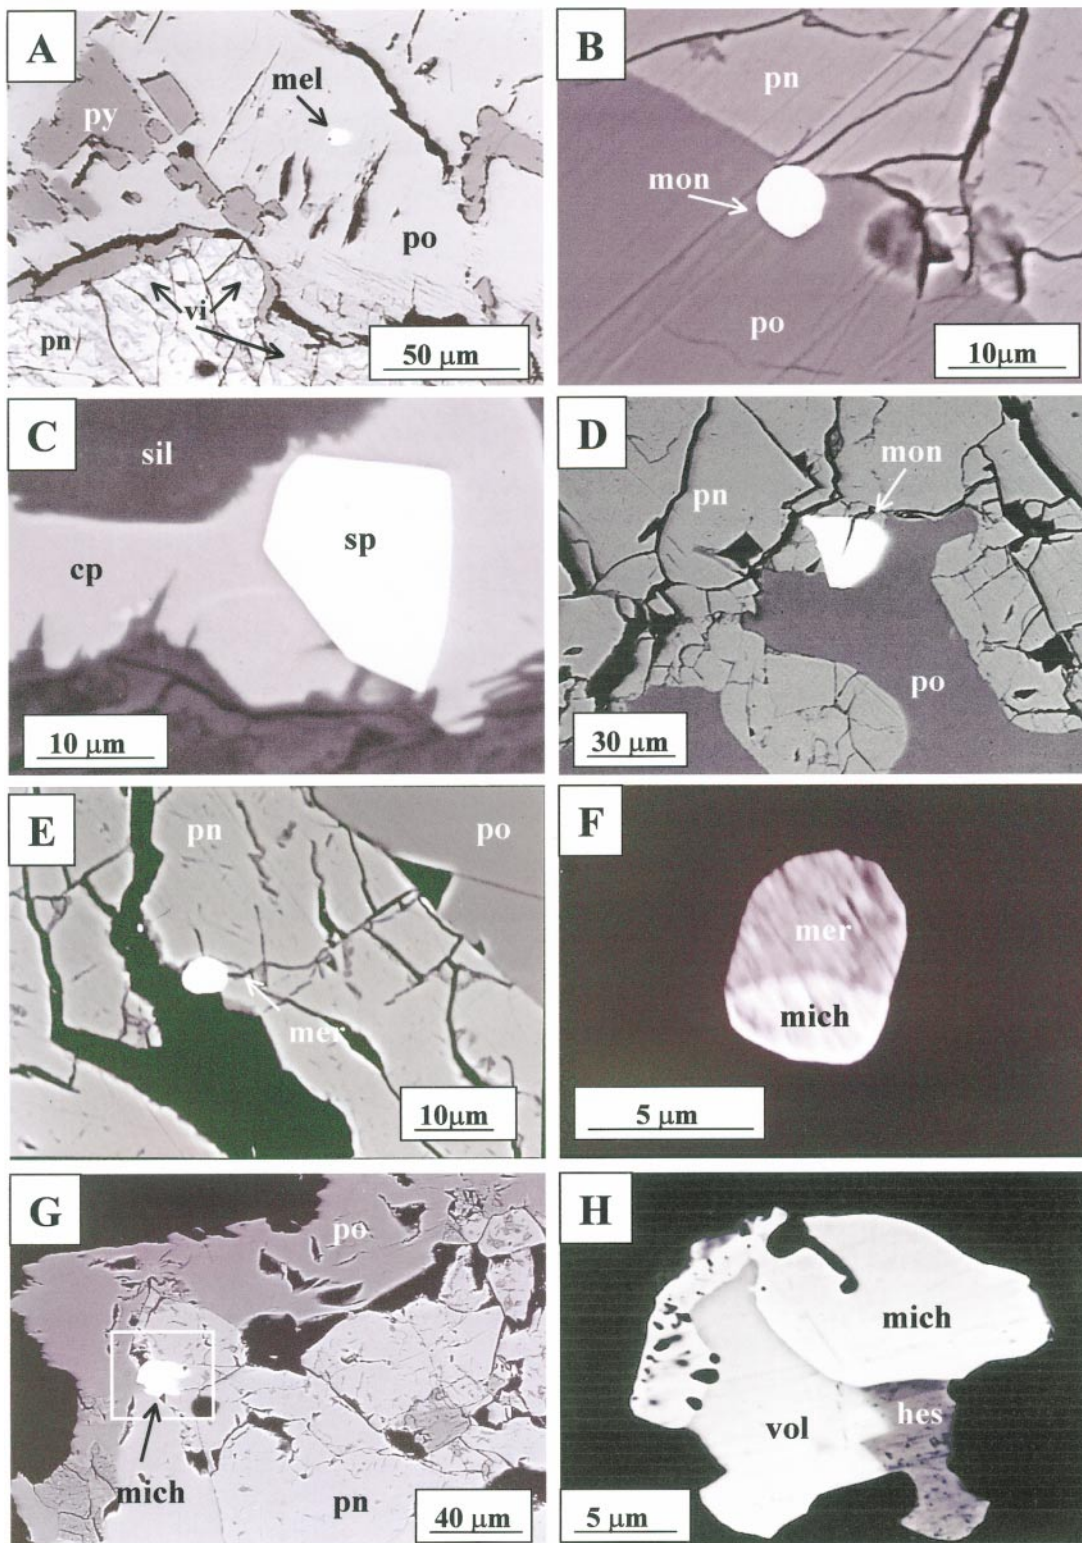 A
mel
py
po
vi
pn
50 μm
B
pn
mon
po
10μm
C
sil
sp
cp
10 μm
D
mon
pn
po
30 μm
E
pn
po
mer
10μm
F
mer
mich
5 μm
G
po
mich
pn
40 μm
H
mich
hes
vol
5 μm